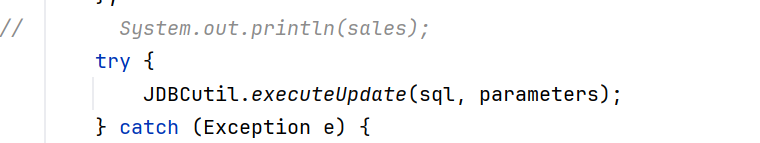 //        System.out.println(sales);
        try {
            JDBCutil.executeUpdate(sql, parameters);
        } catch (Exception e) {